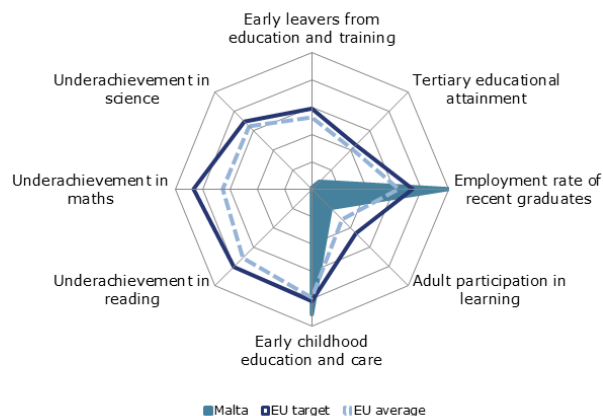 Early leavers from
education and training
Underachievement in
science
Tertiary educational
attainment
Underachievement in
maths
Employment rate of
recent graduates
Underachievement in
reading
Adult participation in
learning
Early childhood
education and care
Malta EU target EU average